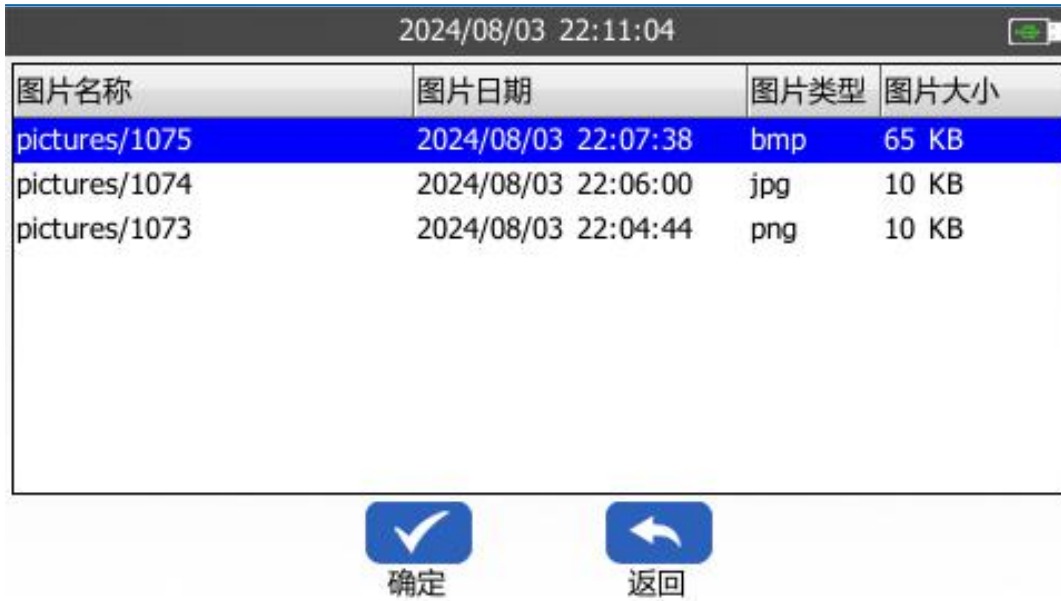 2024/08/03 22:11:04
图片名称 图片日期 图片类型 图片大小
pictures/1075 2024/08/03 22:07:38 bmp 65 KB
pictures/1074 2024/08/03 22:06:00 jpg 10 KB
pictures/1073 2024/08/03 22:04:44 png 10 KB
确定 返回